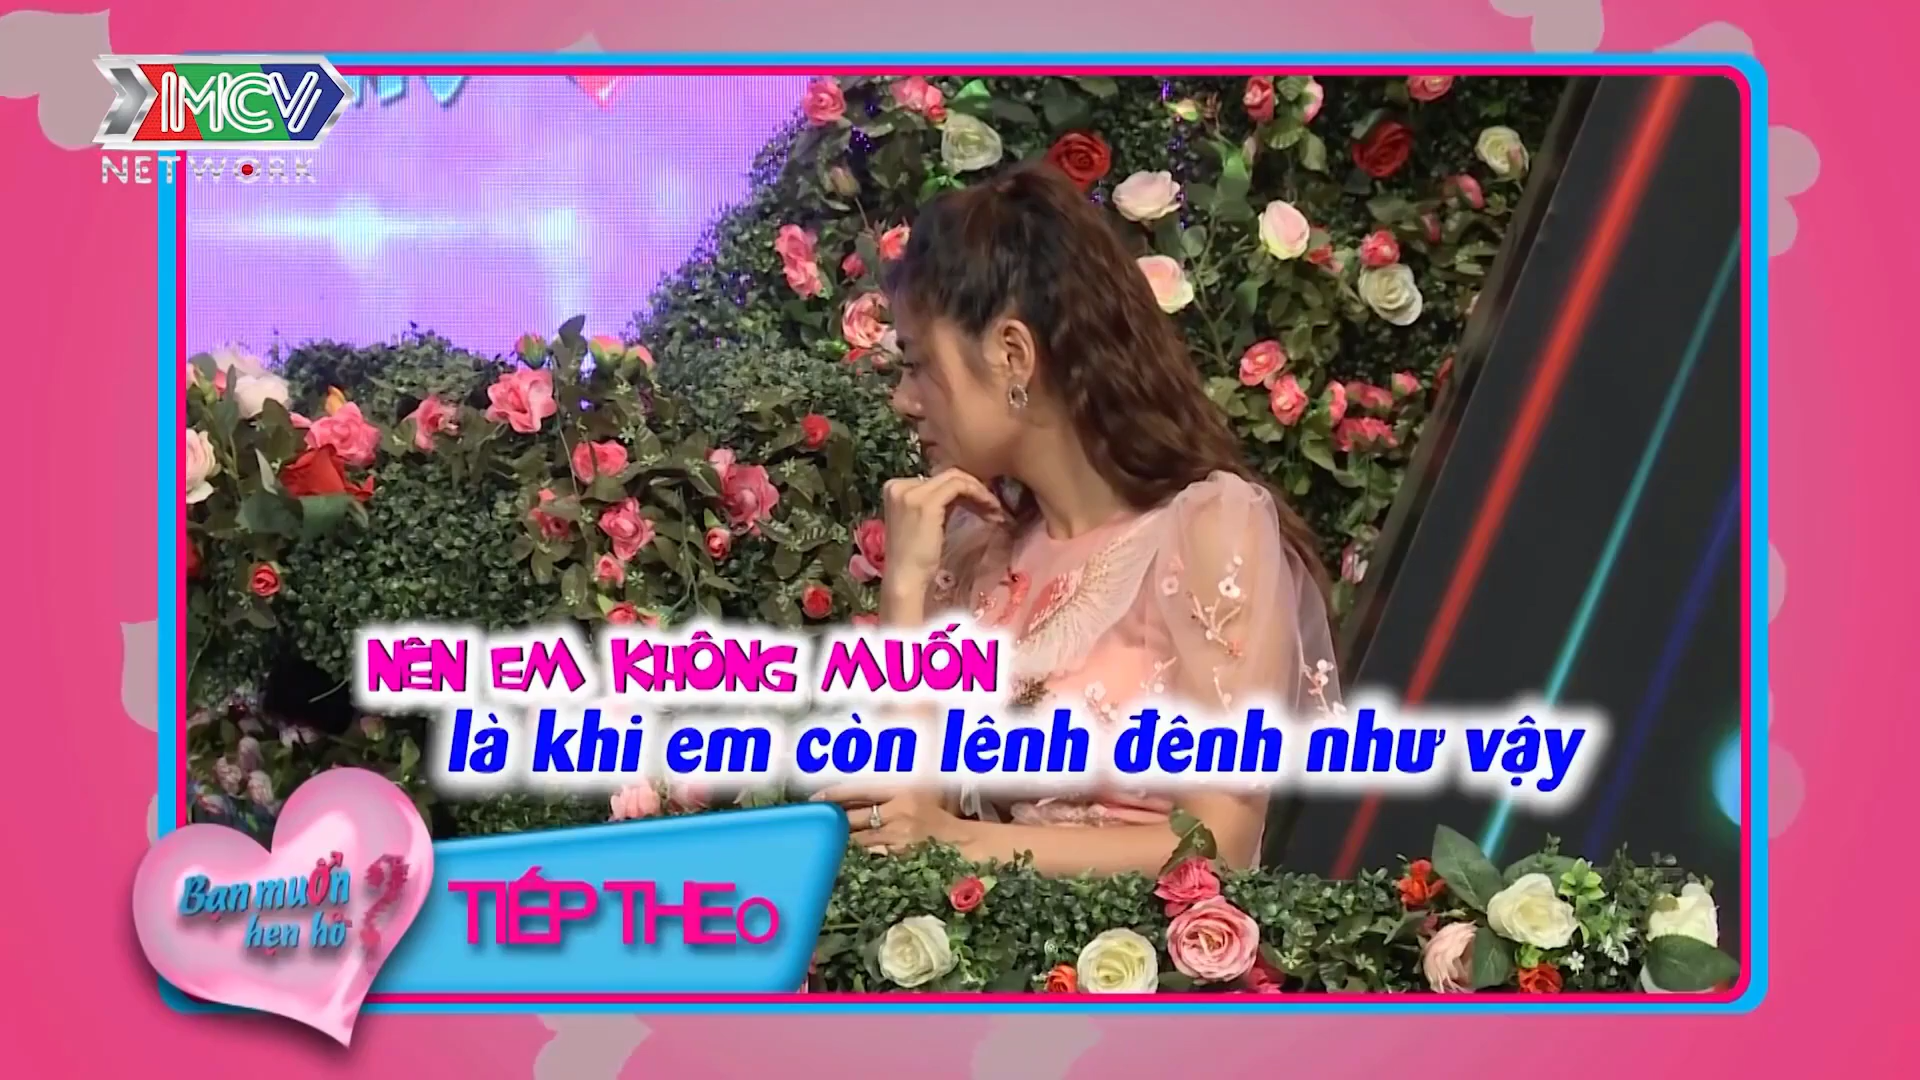 MCV
NETWORK
NÊN EM KHÔNG MUỐN
là khi em còn lênh đênh như vậy
Bạn muốn
hẹn hò?
TIẾP THEO